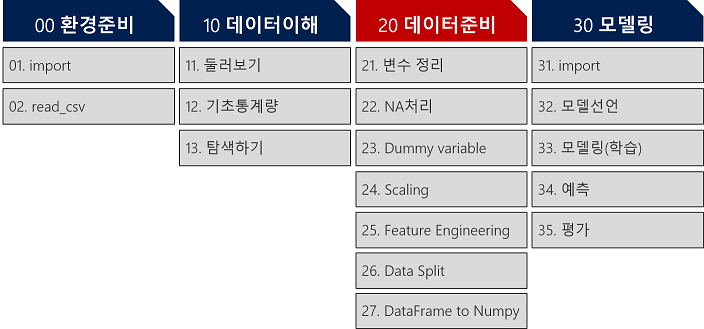 00 환경준비
01. import
02. read_csv
10 데이터이해
11. 둘러보기
12. 기초통계량
13. 탐색하기
20 데이터준비
21. 변수 정리
22. NA처리
23. Dummy variable
24. Scaling
25. Feature Engineering
26. Data Split
27. DataFrame to Numpy
30 모델링
31. import
32. 모델선언
33. 모델링(학습)
34. 예측
35. 평가